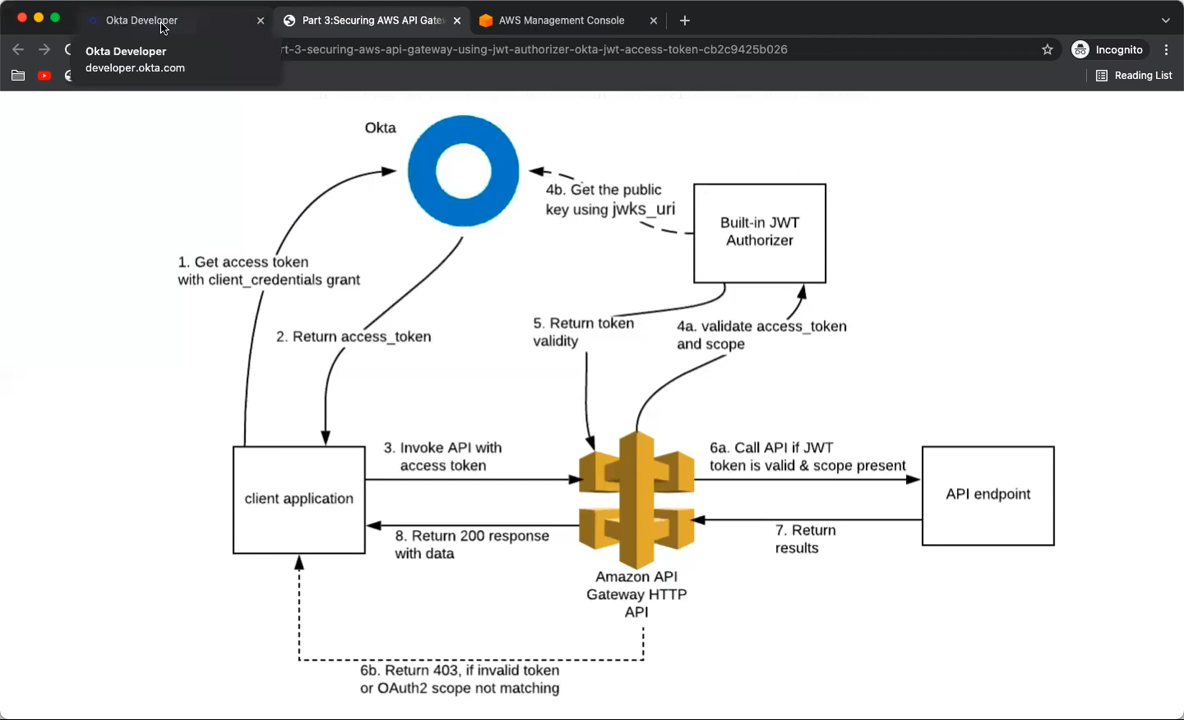 Okta Developer
Part 3:Securing AWS API Gate
AWS Management Console
Okta Developer
developer.okta.com
rt-3-securing-aws-api-gateway-using-jwt-authorizer-okta-jwt-access-token-cb2c9425b026
Incognito
Reading List
Okta
4b. Get the public
key using jwks_uri
Built-in JWT
Authorizer
1. Get access token
with client_credentials grant
2. Return access_token
5. Return token
validity
4a. validate access_token
and scope
3. Invoke API with
access token
6a. Call API if JWT
token is valid & scope present
client application
API endpoint
8. Return 200 response
with data
7. Return
results
Amazon API
Gateway HTTP
API
6b. Return 403, if invalid token
or OAuth2 scope not matching